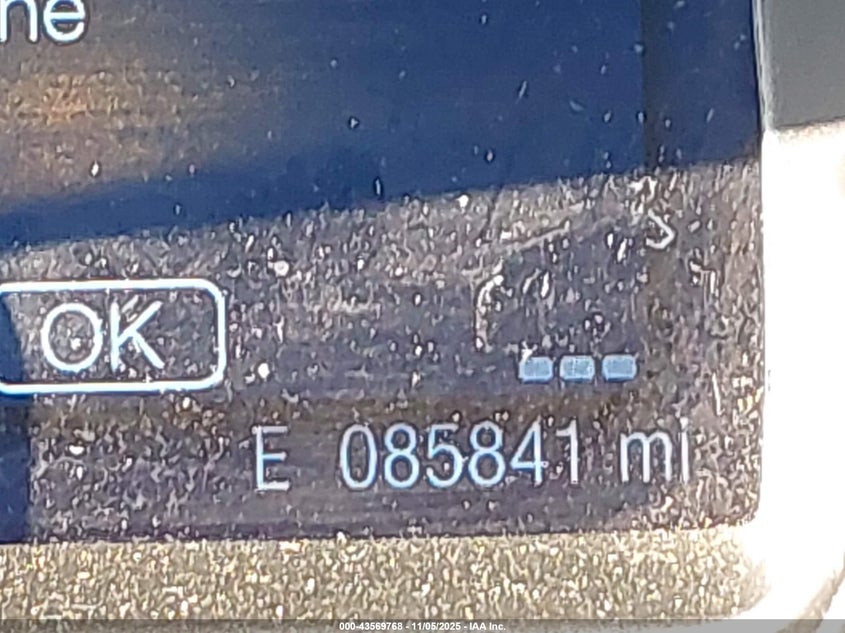 ne
OK
E 085841 mi
000-43569768 - 11/05/2025 - IAA Inc.